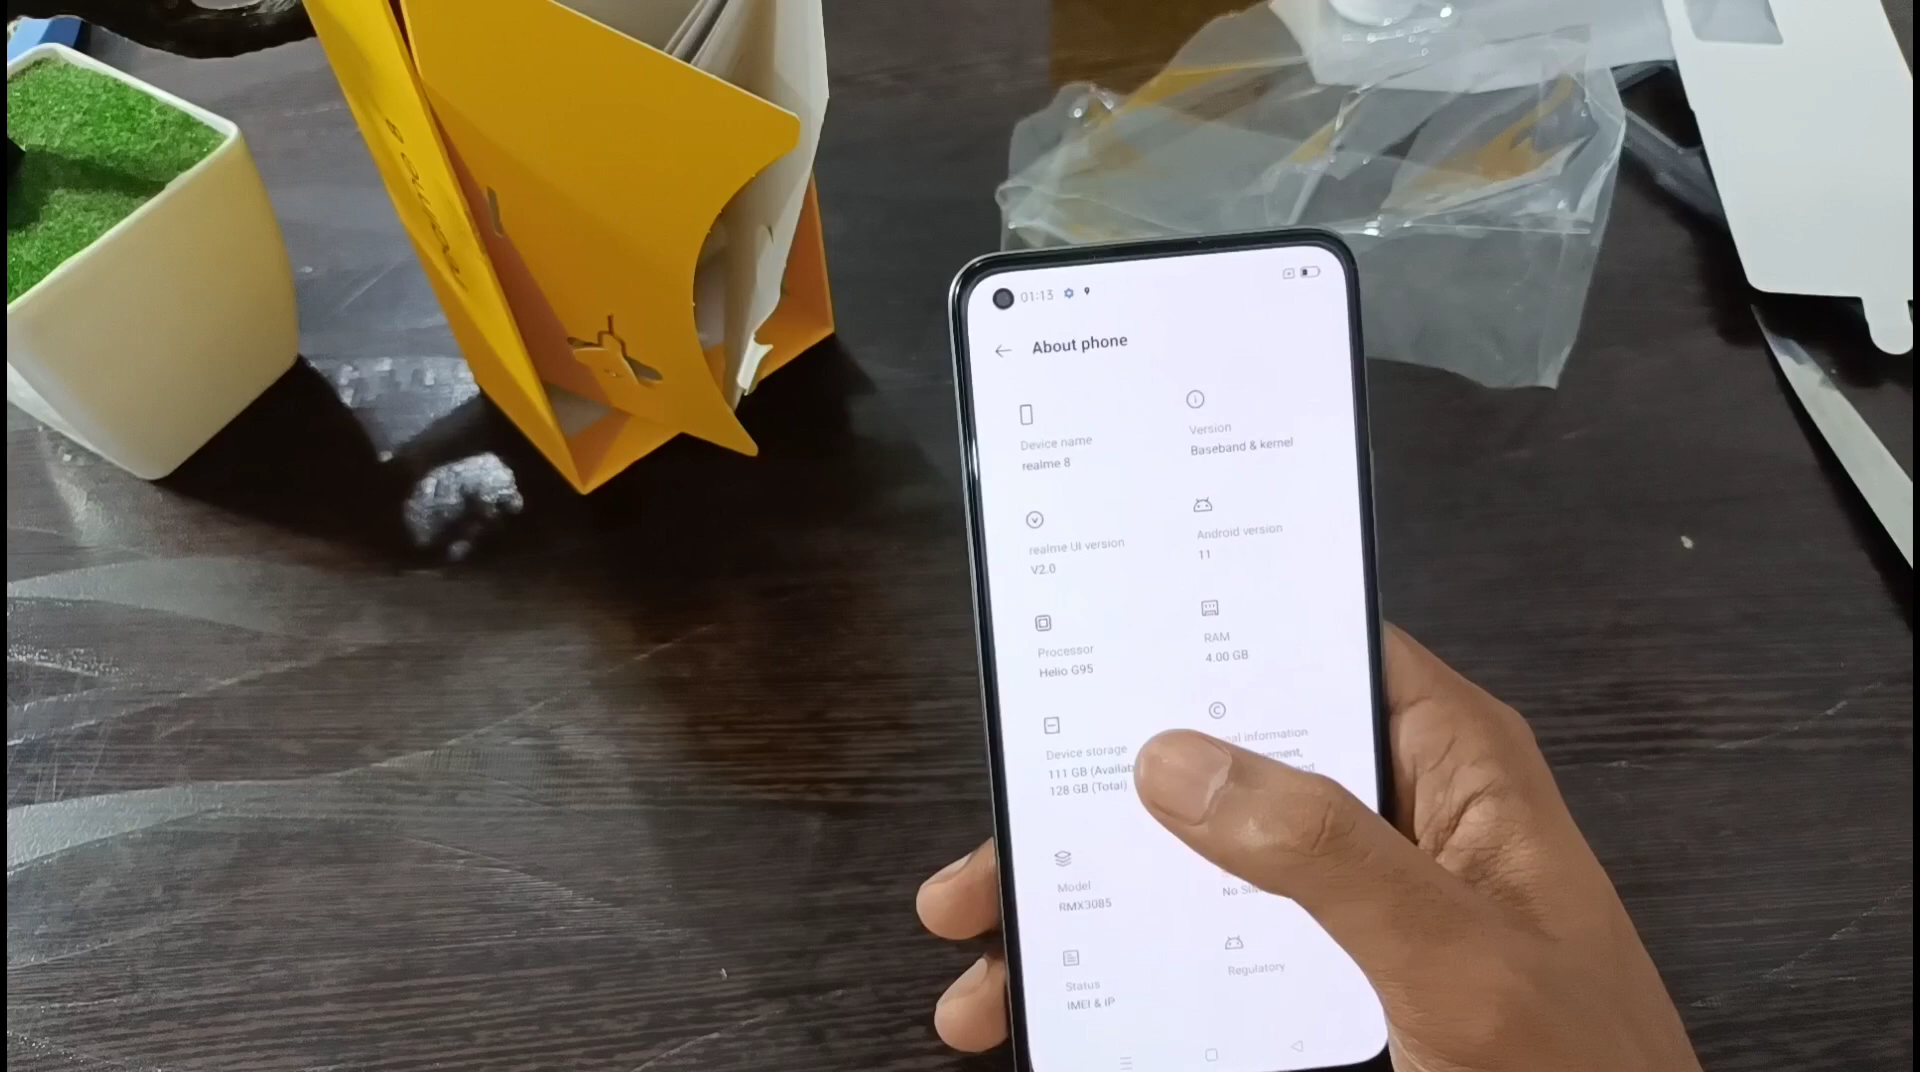 01:13
About phone
Device name
realme 8
Version
Baseband & kernel
realme UI version
V2.0
Android version
11
Processor
Helio G95
RAM
4.00 GB
Device storage
111 GB
128 GB (Total)
information
Model
RMX3085
No
Status
IMEI & IP
Regulatory